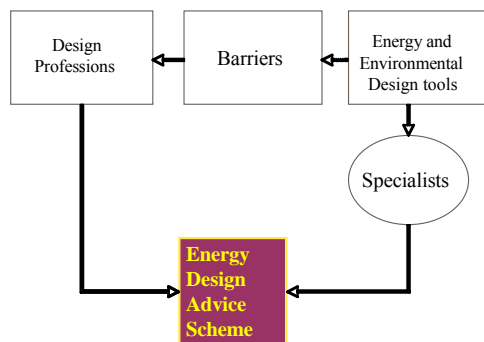 Design
Professions
Barriers
Energy and
Environmental
Design tools
Specialists
Energy
Design
Advice
Scheme